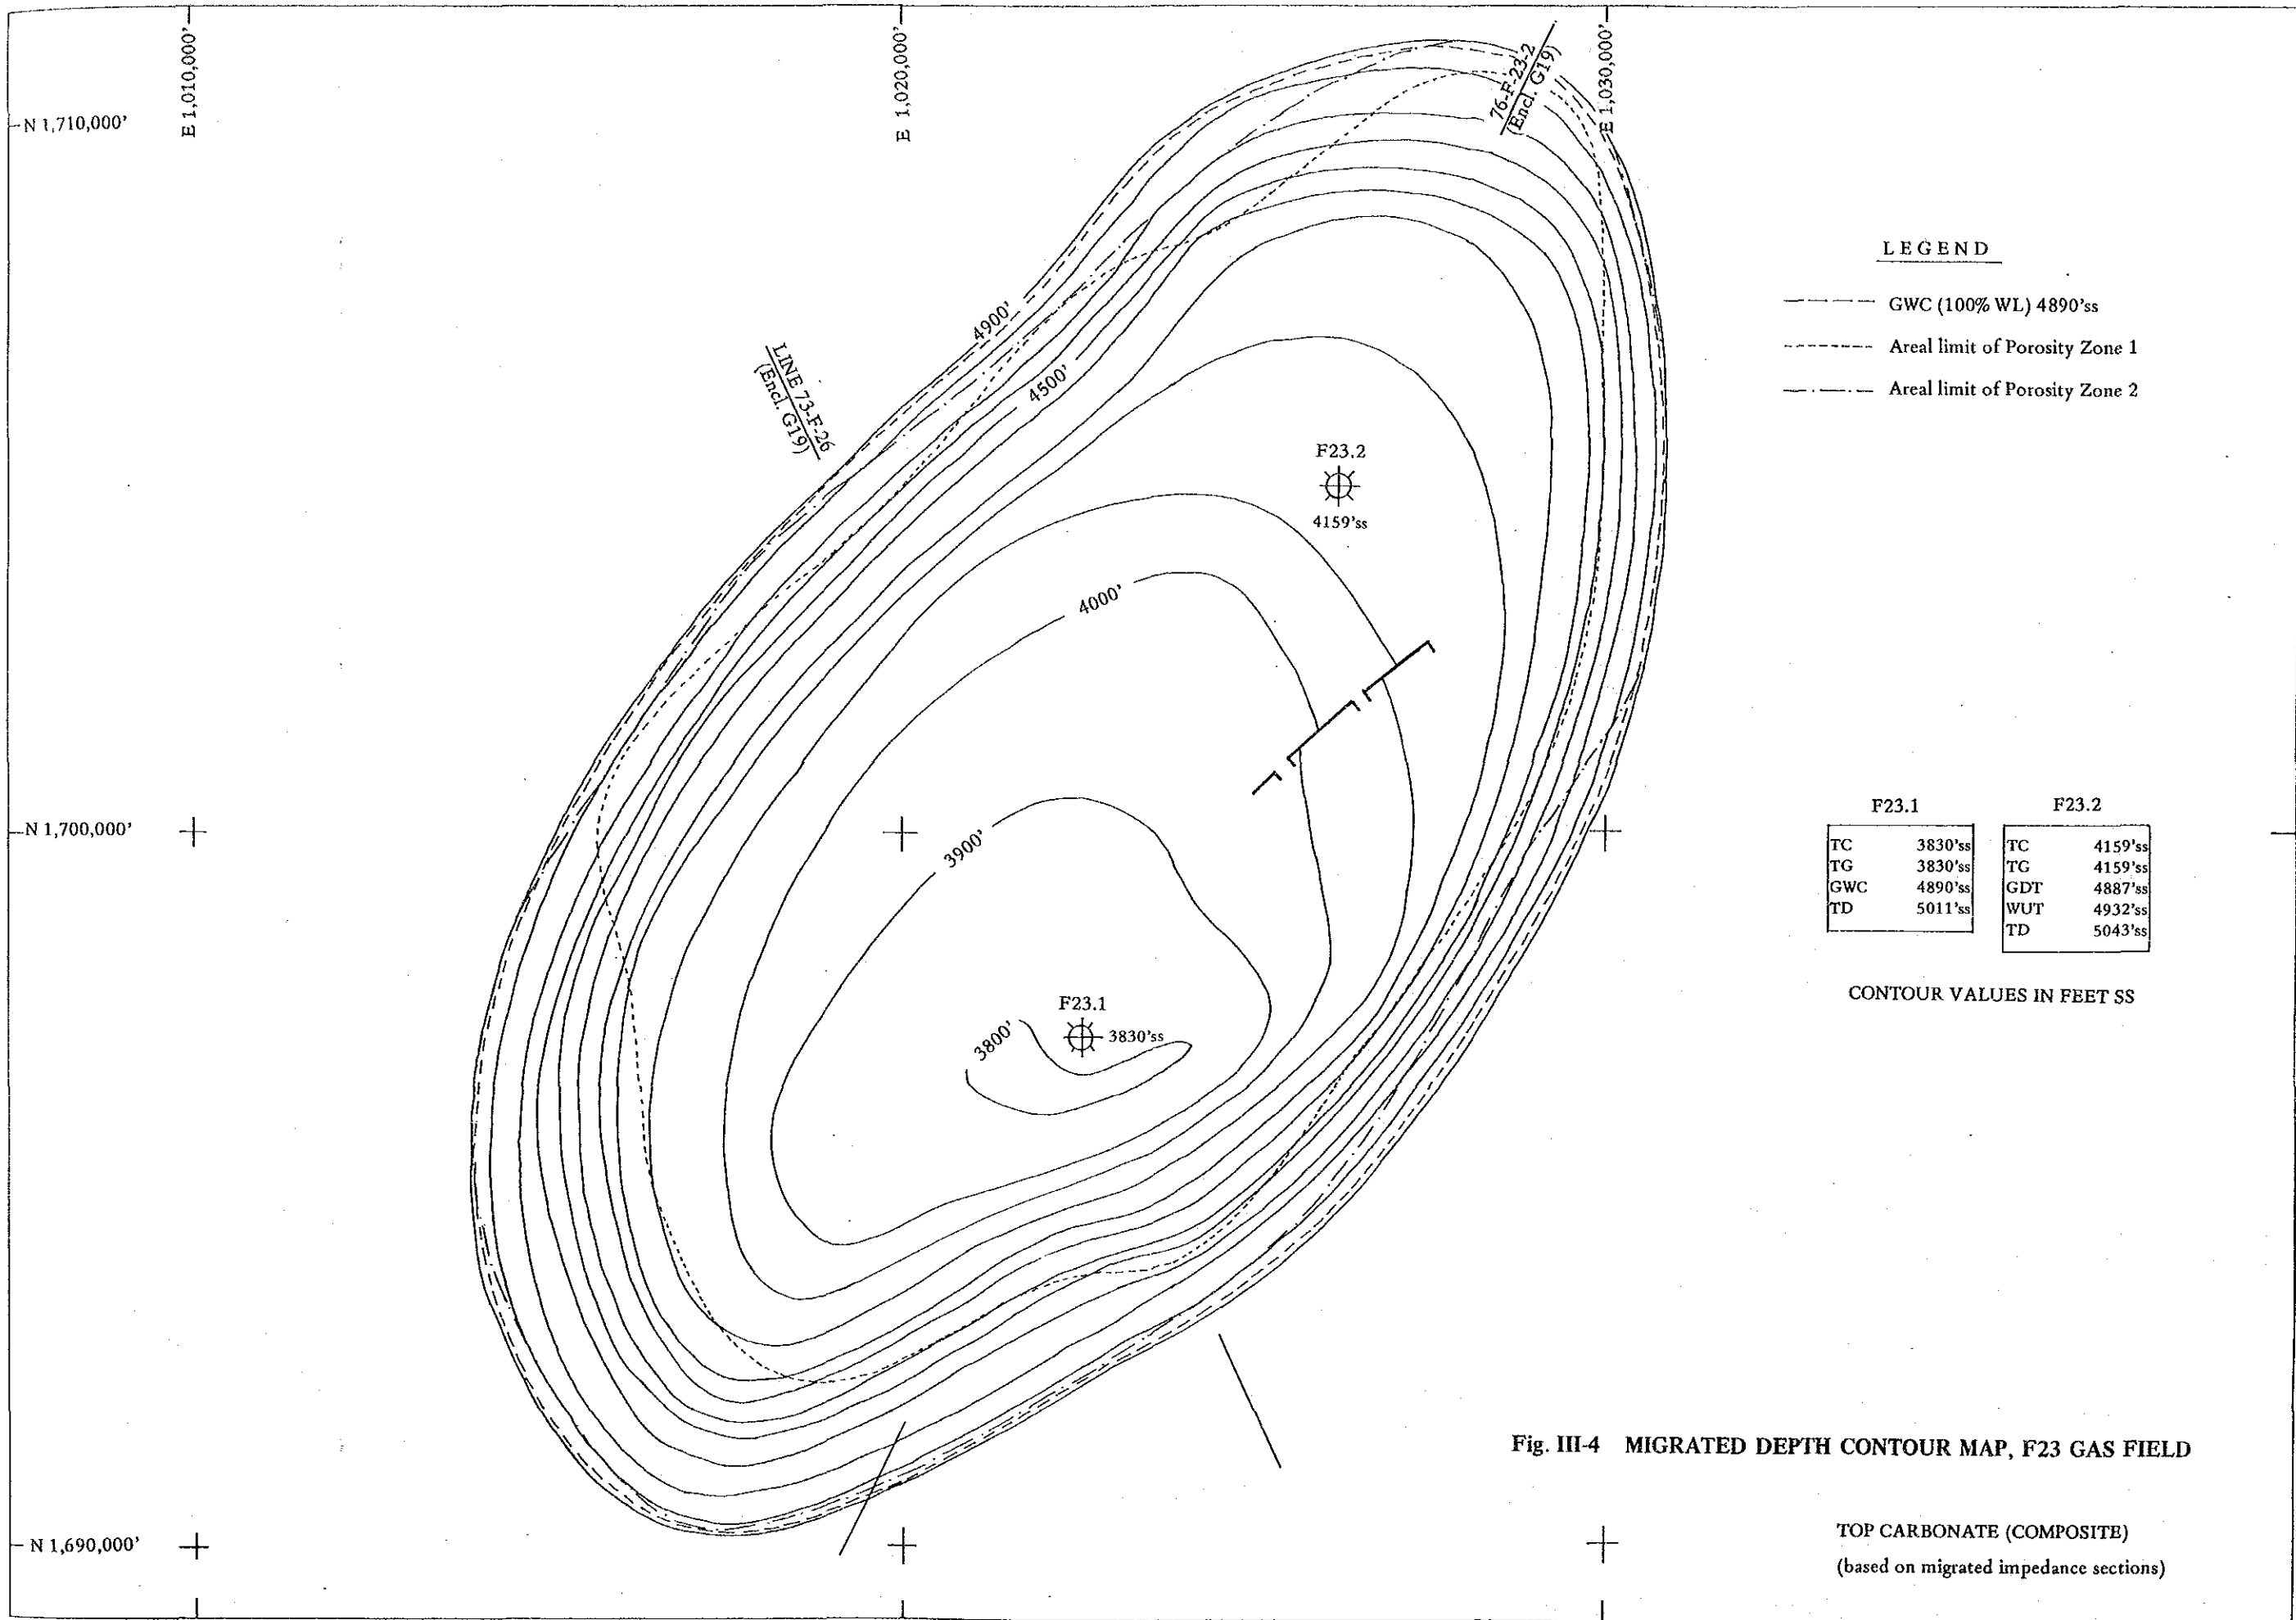 E 1,010,000'
E 1,020,000'
E 1,030,000'
76-F-23-2
(Encl. G19)
N 1,710,000'
LEGEND
GWC (100% WL) 4890'ss
Areal limit of Porosity Zone 1
Areal limit of Porosity Zone 2
4900'
LINE 73-F-26
(Encl. G19)
4500'
F23.2
4159'ss
4000'
N 1,700,000'
3900'
F23.1 F23.2
TC 3830'ss TC 4159'ss
TG 3830'ss TG 4159'ss
GWC 4890'ss GDT 4887'ss
TD 5011'ss WUT 4932'ss
TD 5043'ss
CONTOUR VALUES IN FEET SS
F23.1
3800'
3830'ss
Fig. III-4 MIGRATED DEPTH CONTOUR MAP, F23 GAS FIELD
N 1,690,000'
TOP CARBONATE (COMPOSITE)
(based on migrated impedance sections)